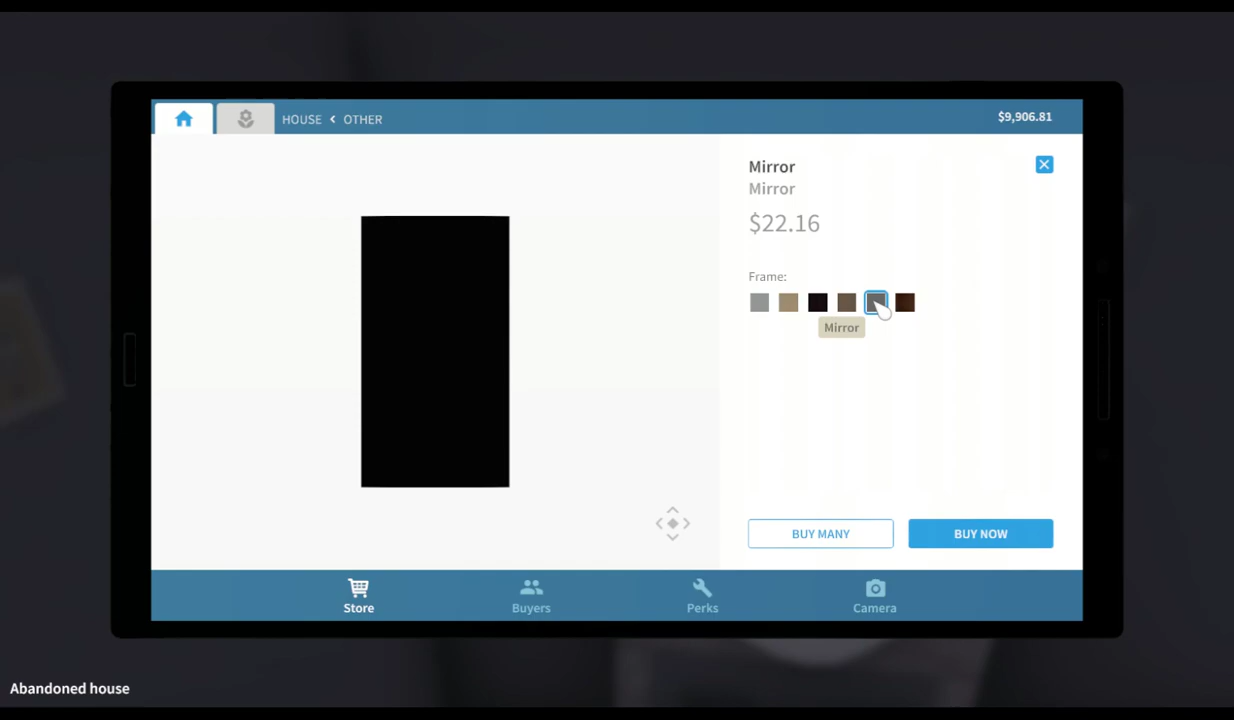 HOUSE < OTHER
$9,906.81
Mirror
Mirror
$22.16
Frame:
Mirror
BUY MANY
BUY NOW
Store
Buyers
Perks
Camera
Abandoned house